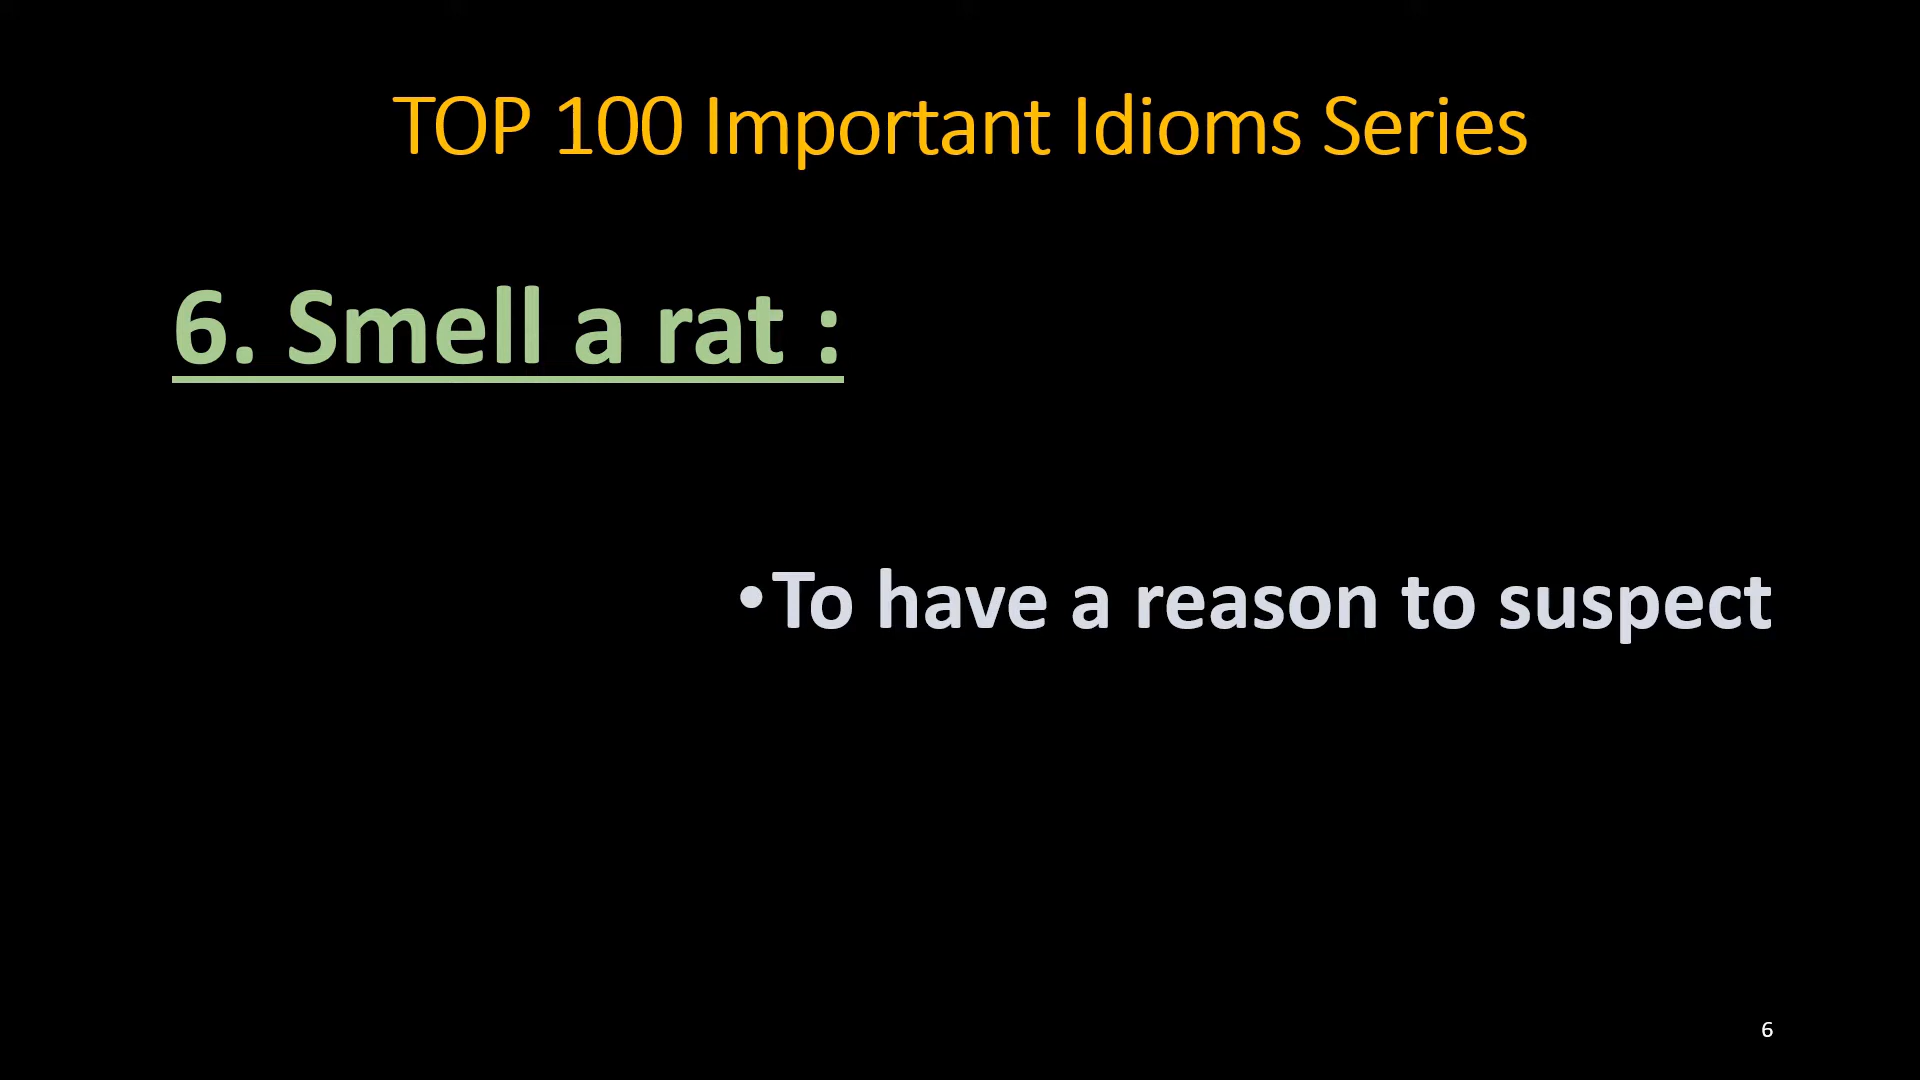 TOP 100 Important Idioms Series
6. Smell a rat :
•To have a reason to suspect
6